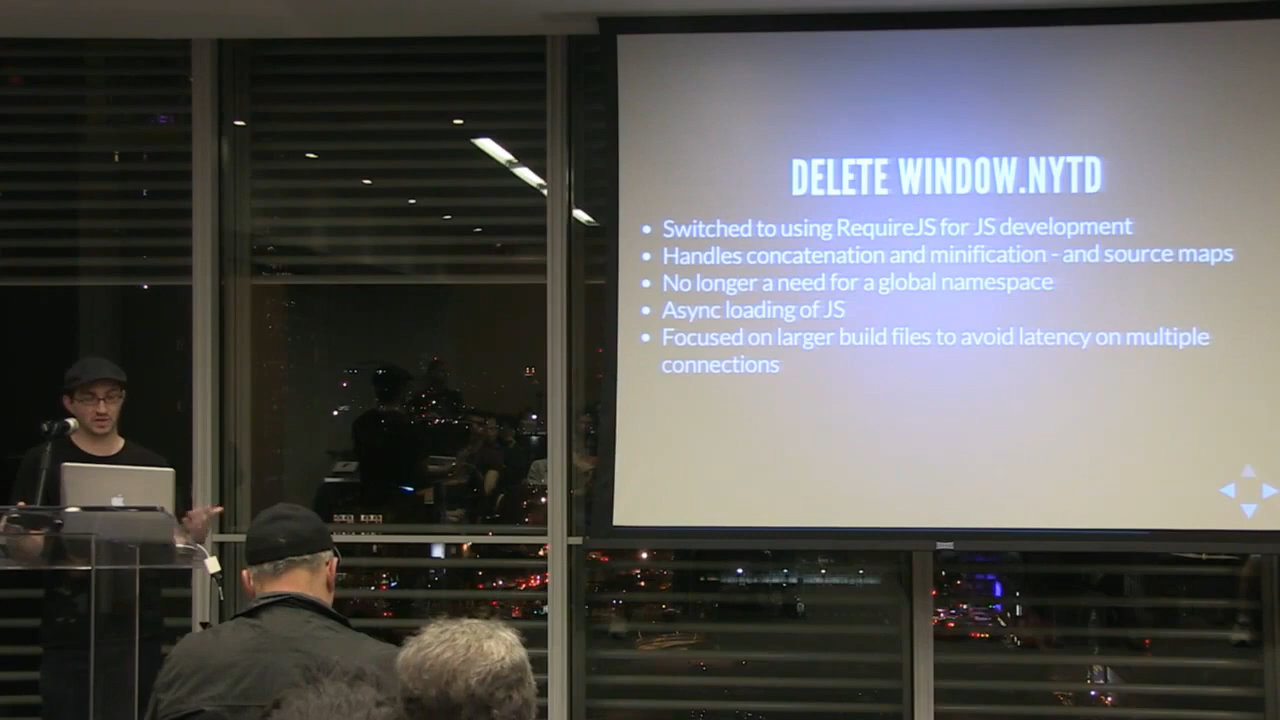 DELETE WINDOW.NYTD
• Switched to using RequireJS for JS development
• Handles concatenation and minification - and source maps
• No longer a need for a global namespace
• Async loading of JS
• Focused on larger build files to avoid latency on multiple
connections